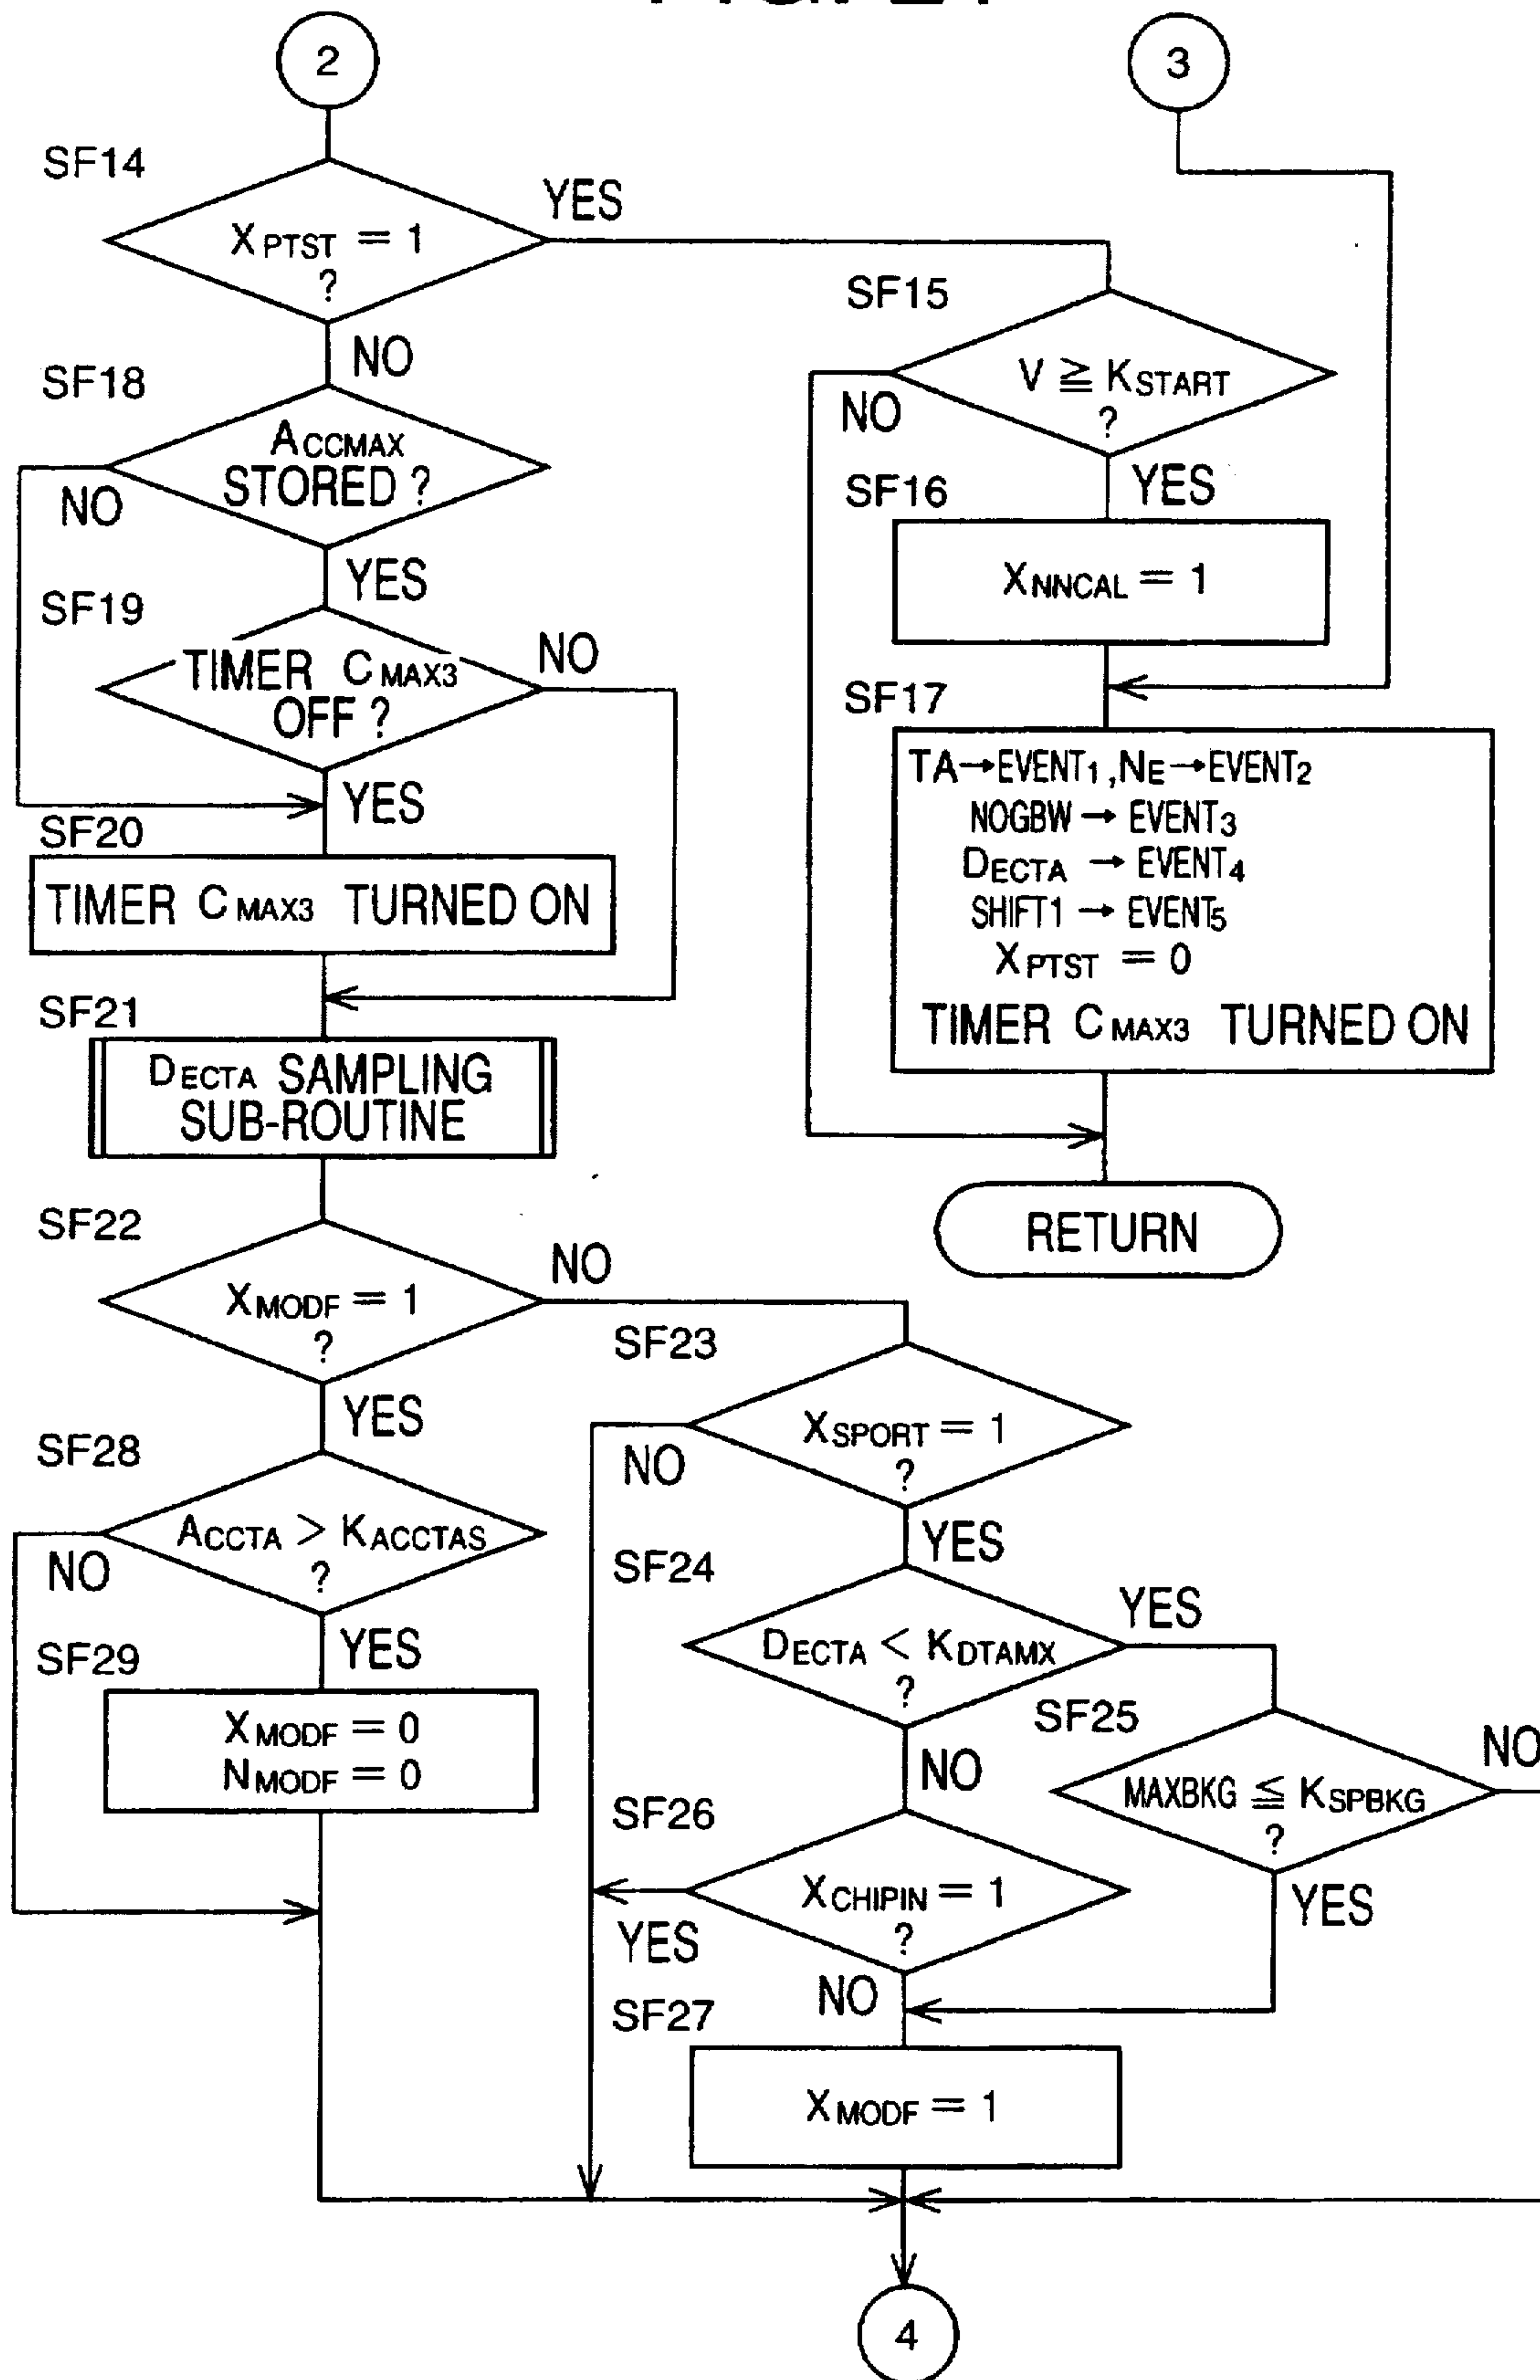 2
3
SF14
XPTST = 1
?
YES
NO
SF15
V ≧ KSTART
?
NO
YES
SF18
ACCMAX
STORED ?
NO
YES
SF16
XNNCAL = 1
SF19
TIMER CMAX3
OFF ?
NO
YES
SF17
TA→EVENT1, NE→EVENT2
NOGBW → EVENT3
DECTA → EVENT4
SHIFT1 → EVENT5
XPTST = 0
TIMER CMAX3 TURNED ON
SF20
TIMER CMAX3 TURNED ON
SF21
DECTA SAMPLING
SUB-ROUTINE
RETURN
SF22
XMODF = 1
?
NO
YES
SF23
XSPORT = 1
?
NO
YES
SF28
ACCTA > KACCTAS
?
NO
YES
SF24
DECTA < KDTAMX
?
YES
NO
SF29
XMODF = 0
NMODF = 0
SF25
MAXBKG ≦ KSPBKG
?
NO
YES
SF26
XCHIPIN = 1
?
YES
NO
SF27
XMODF = 1
4